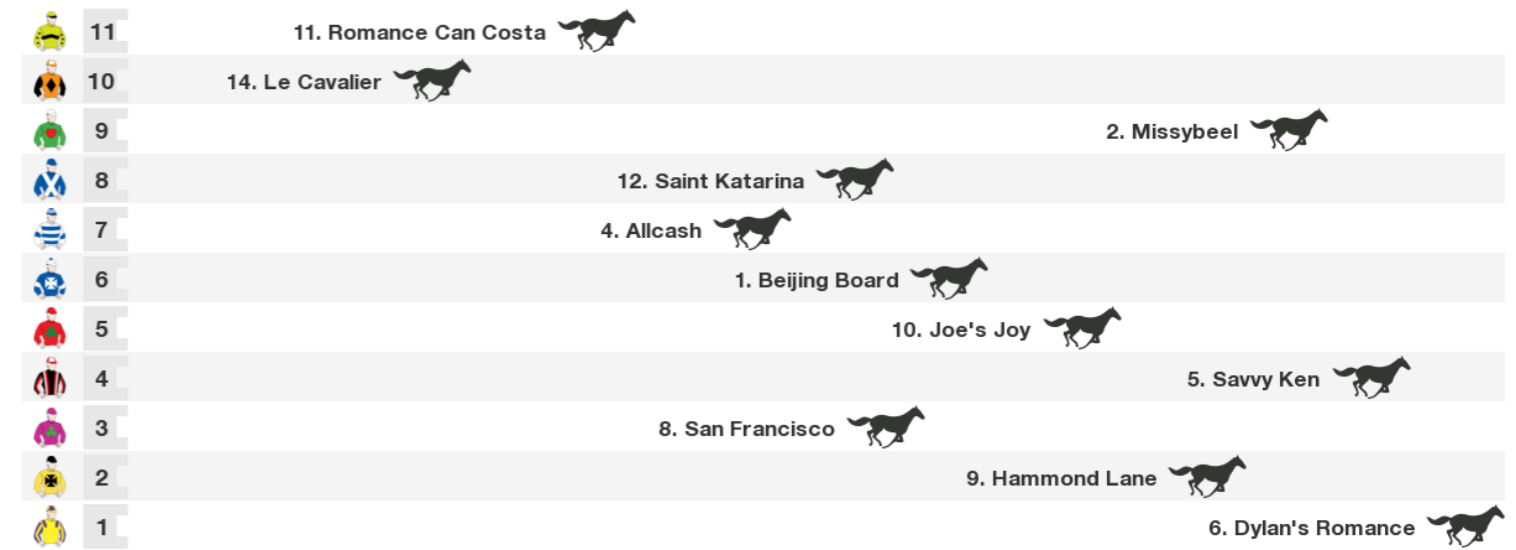 11 11. Romance Can Costa
10 14. Le Cavalier
9 2. Missybeel
8 12. Saint Katarina
7 4. Allcash
6 1. Beijing Board
5 10. Joe's Joy
4 5. Savvy Ken
3 8. San Francisco
2 9. Hammond Lane
1 6. Dylan's Romance